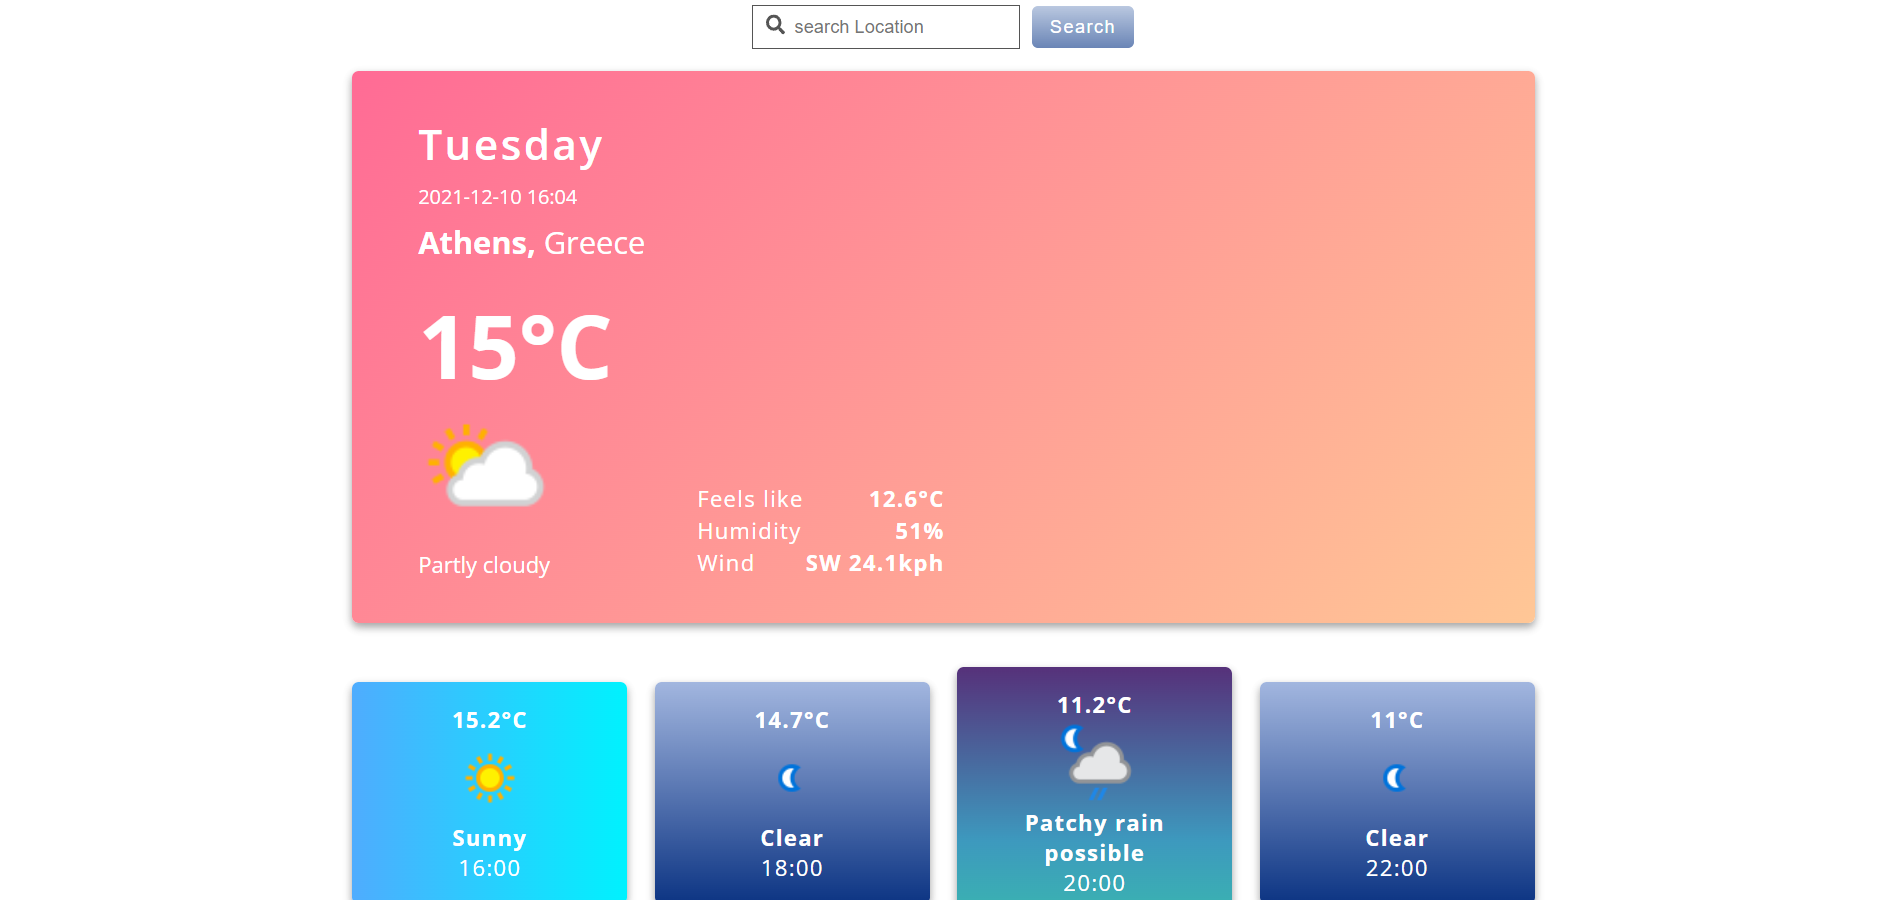 search Location
Search
Tuesday
2021-12-10 16:04
Athens, Greece
15°C
Partly cloudy
Feels like 12.6°C
Humidity 51%
Wind SW 24.1kph
15.2°C
Sunny
16:00
14.7°C
Clear
18:00
11.2°C
Patchy rain
possible
20:00
11°C
Clear
22:00